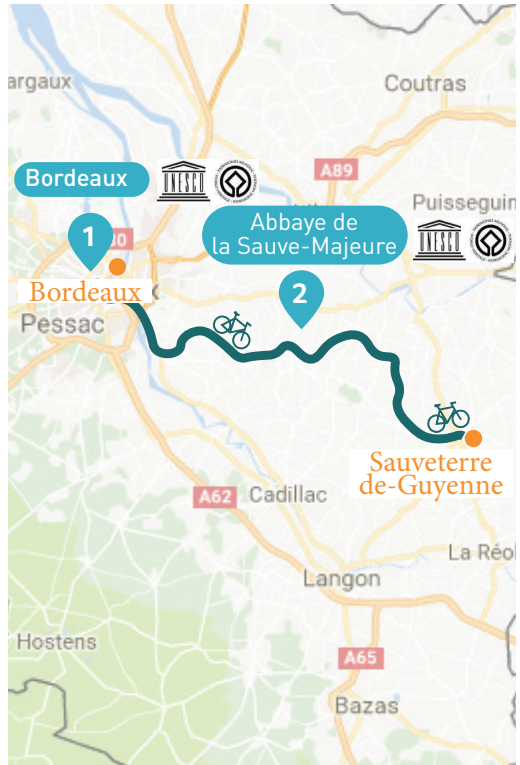 argaux
Coutras
A89
Bordeaux
UNESCO
Puisseguin
Abbaye de
la Sauve-Majeure
UNESCO
1
2
Bordeaux
Pessac
Sauveterre
de-Guyenne
A62
Cadillac
La Réol
Langon
Hostens
A65
Bazas